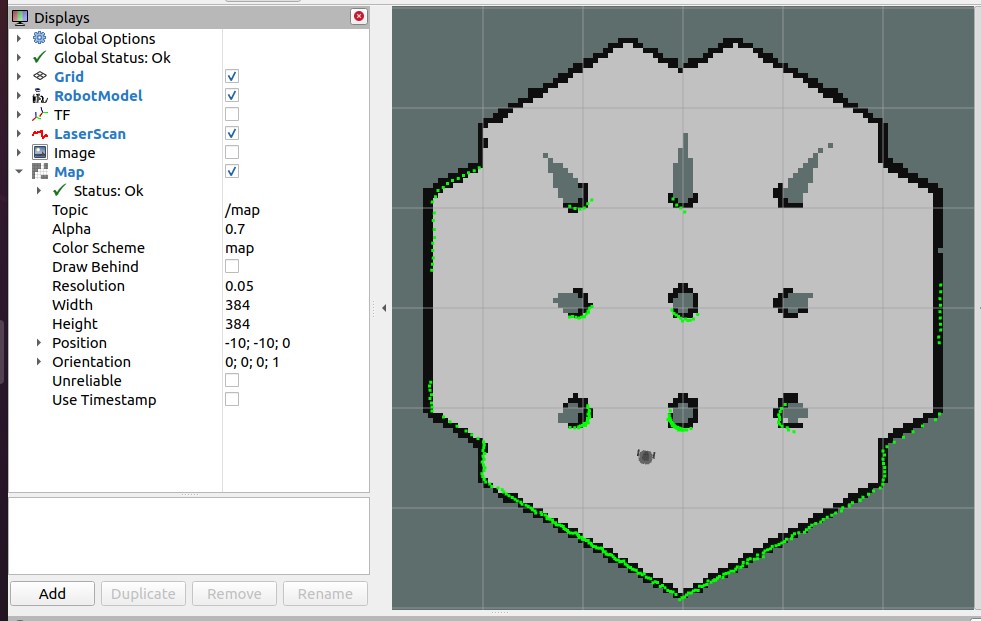 Displays
Global Options
Global Status: Ok
Grid
RobotModel
TF
LaserScan
Image
Map
Status: Ok
Topic /map
Alpha 0.7
Color Scheme map
Draw Behind
Resolution 0.05
Width 384
Height 384
Position -10; -10; 0
Orientation 0; 0; 0; 1
Unreliable
Use Timestamp
Add Duplicate Remove Rename